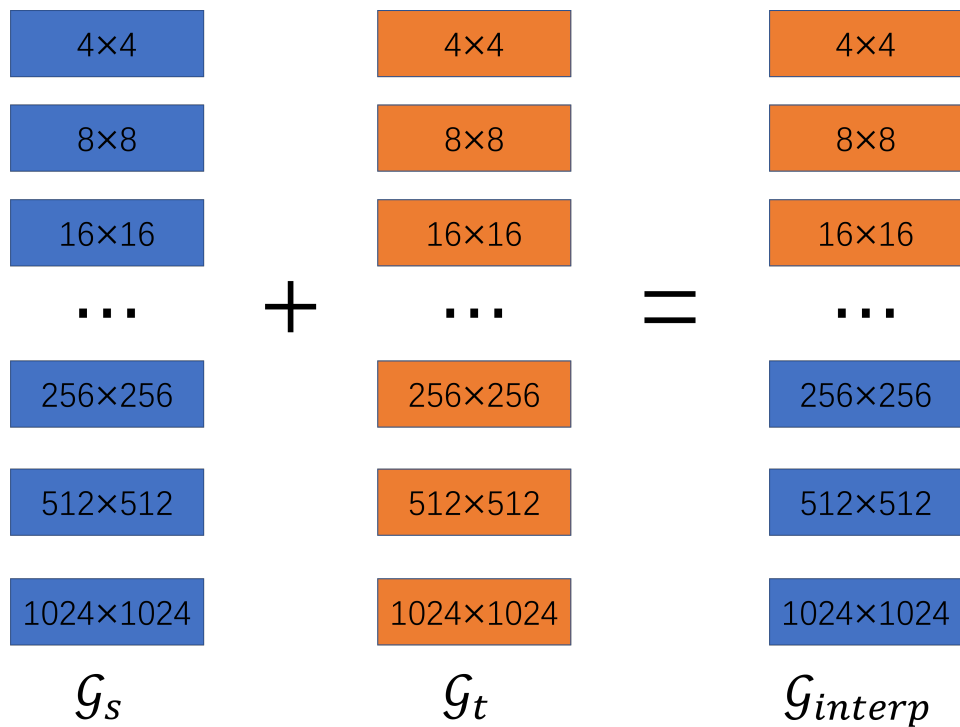 4×4 4×4 4×4
8×8 8×8 8×8
16×16 16×16 16×16
... + ... = ...
256×256 256×256 256×256
512×512 512×512 512×512
1024×1024 1024×1024 1024×1024
𝒢ₛ 𝒢ₜ 𝒢_interp